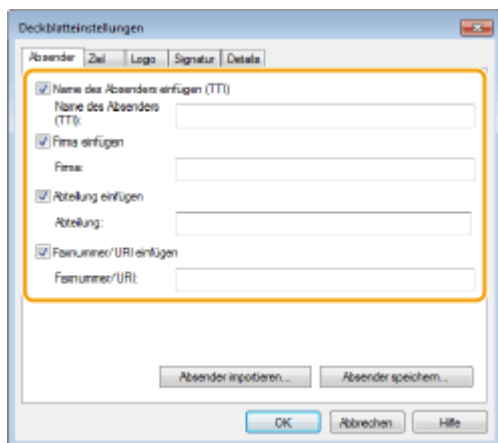 Deckblatteinstellungen
Absender Ziel Logo Signatur Details
Name des Absenders einfügen (TTI)
Name des Absenders
(TTI):
Firma einfügen
Firma:
Abteilung einfügen
Abteilung:
Faxnummer/URI einfügen
Faxnummer/URI:
Absender importieren... Absender speichern...
OK Abbrechen Hilfe